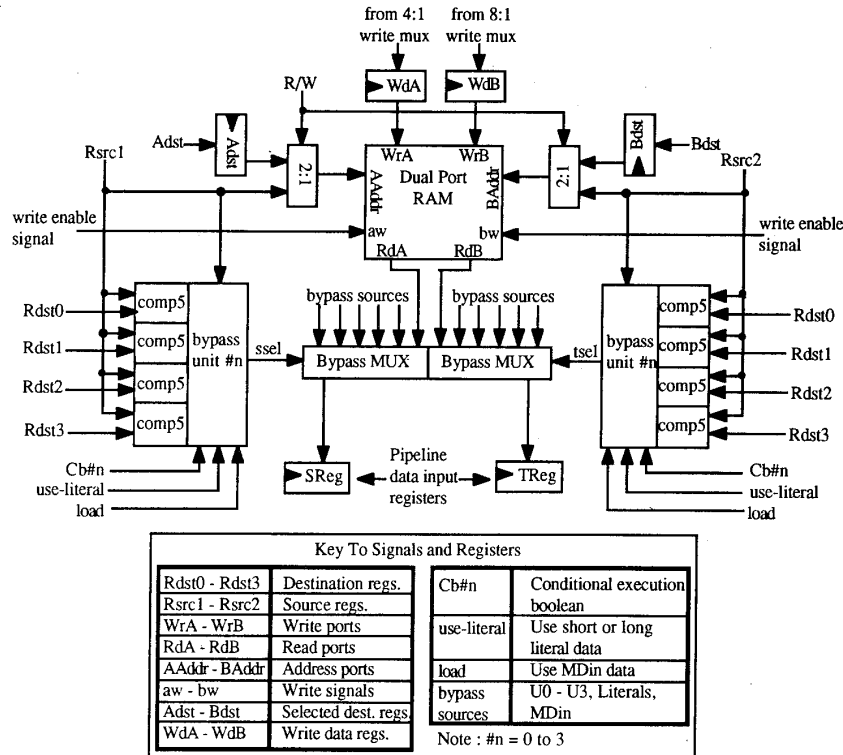 from 4:1
write mux
from 8:1
write mux
R/W
WdA
WdB
Adst
Adst
Bdst
Bdst
Rsrc1
Rsrc2
2:1
2:1
WrA
WrB
Dual Port
RAM
AAddr
BAddr
aw
bw
RdA
RdB
write enable
signal
write enable
signal
comp5
comp5
comp5
comp5
Rdst0
Rdst1
Rdst2
Rdst3
bypass
unit #n
ssel
bypass sources
bypass sources
Bypass MUX
Bypass MUX
tsel
bypass
unit #n
comp5
comp5
comp5
comp5
Rdst0
Rdst1
Rdst2
Rdst3
Cb#n
use-literal
load
SReg
Pipeline
data input
registers
TReg
Cb#n
use-literal
load
Key To Signals and Registers
Rdst0 - Rdst3 Destination regs.
Rsrc1 - Rsrc2 Source regs.
WrA - WrB Write ports
RdA - RdB Read ports
AAddr - BAddr Address ports
aw - bw Write signals
Adst - Bdst Selected dest. regs.
WdA - WdB Write data regs.
Cb#n Conditional execution
boolean
use-literal Use short or long
literal data
load Use MDin data
bypass U0 - U3, Literals,
sources MDin
Note : #n = 0 to 3